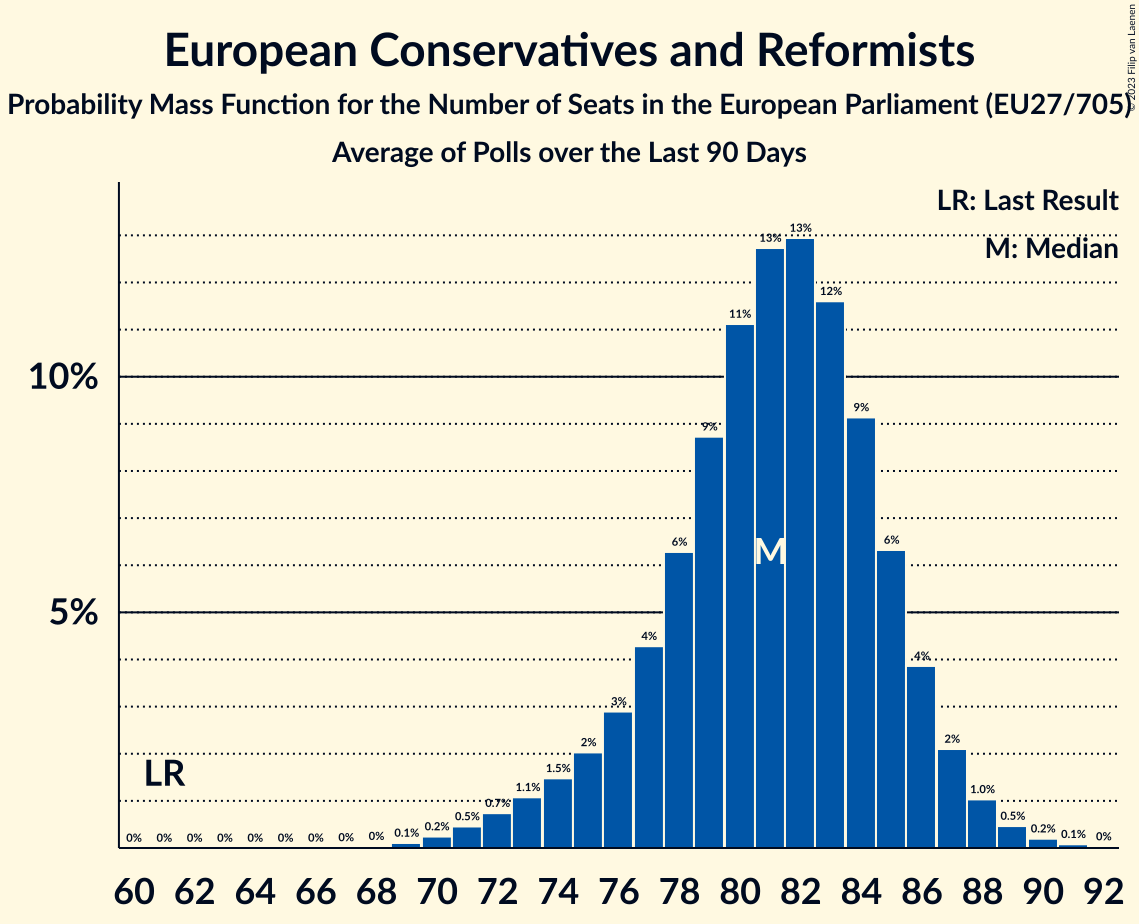 European Conservatives and Reformists
Probability Mass Function for the Number of Seats in the European Parliament (EU27/705)
Average of Polls over the Last 90 Days
© 2023 Filip van Laenen
LR: Last Result
M: Median
10%
5%
LR
M
0% 0% 0% 0% 0% 0% 0% 0% 0% 0.1% 0.2% 0.5% 0.7% 1.1% 1.5% 2% 3% 4% 6% 9% 11% 13% 13% 12% 9% 6% 4% 2% 1.0% 0.5% 0.2% 0.1% 0%
60 62 64 66 68 70 72 74 76 78 80 82 84 86 88 90 92